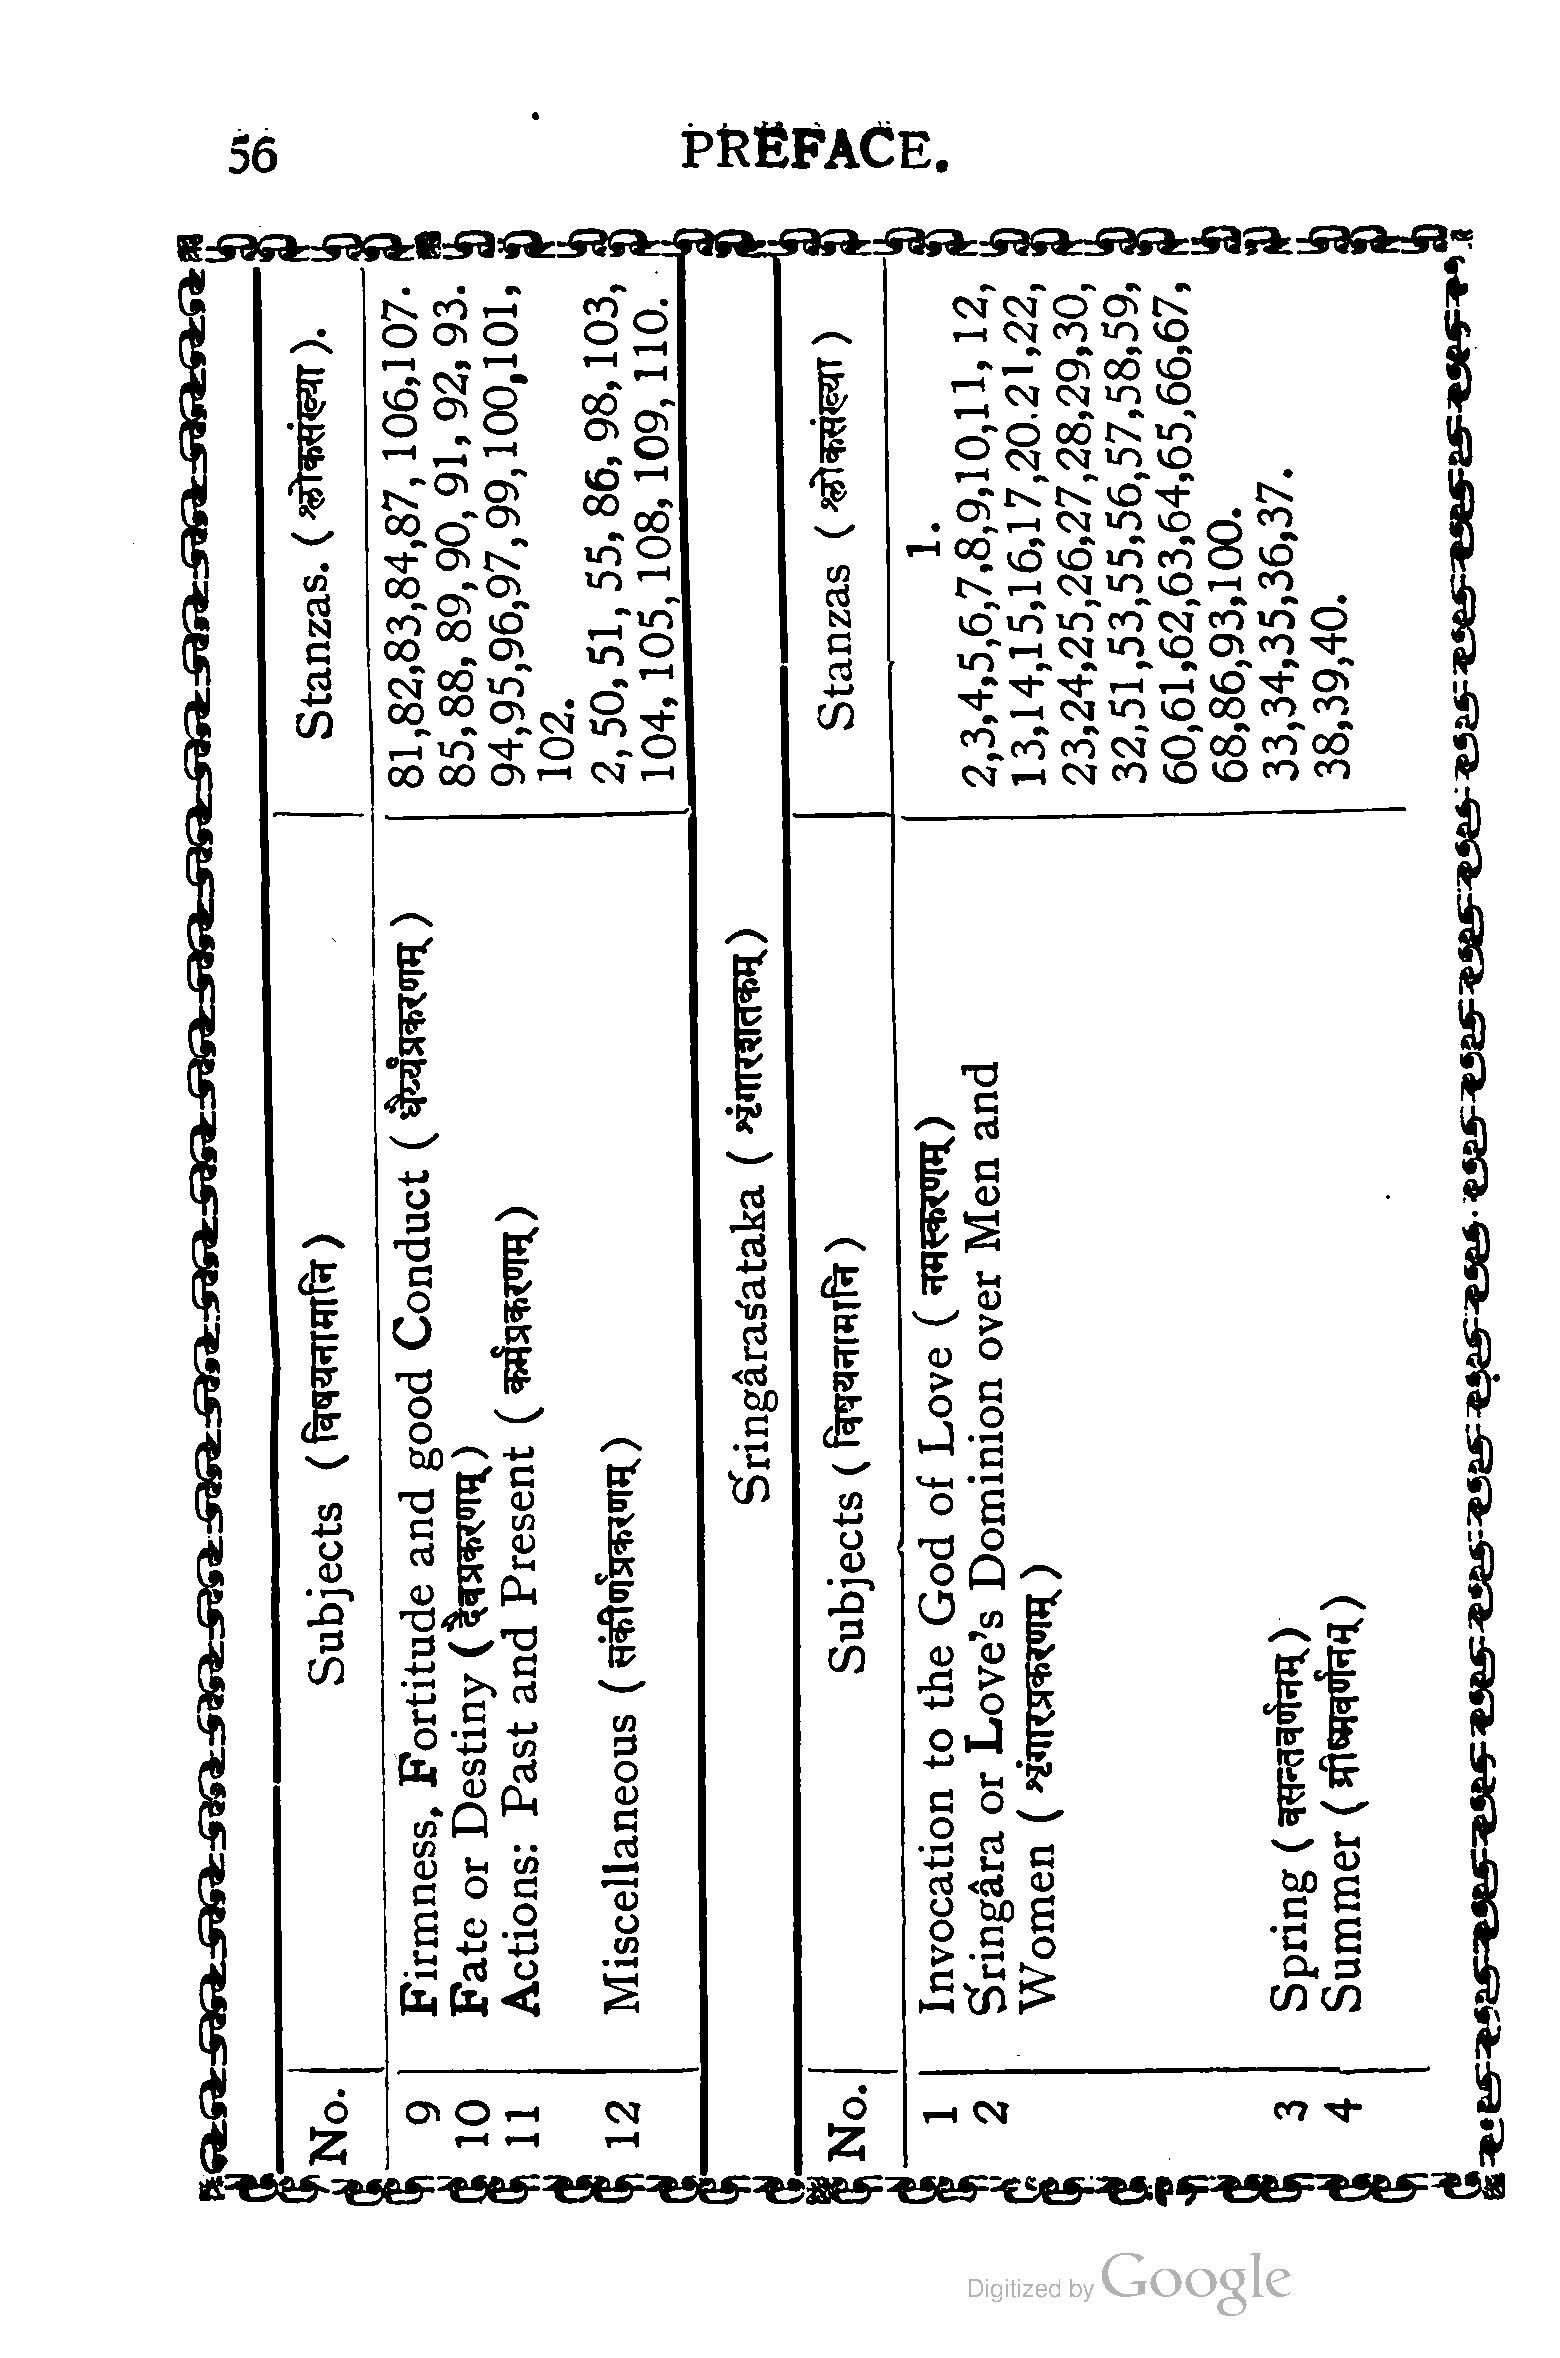 56 PREFACE.
No. Subjects ( विषयनामानि ) Stanzas. ( श्लोकसंख्या ).
9 Firmness, Fortitude and good Conduct ( धैर्य्यप्रकरणम् ) 81,82,83,84,87, 106,107.
10 Fate or Destiny ( दैवप्रकरणम् ) 85, 88, 89, 90, 91, 92, 93.
11 Actions: Past and Present ( कर्मप्रकरणम् ) 94,95,96,97,99,100,101,
102.
12 Miscellaneous ( संकीर्णप्रकरणम् ) 2, 50, 51, 55, 86, 98, 103,
104, 105, 108, 109, 110.
Śringâraśataka ( श्रृंगारशतकम् )
No. Subjects ( विषयनामानि ) Stanzas ( श्लोकसंख्या )
1 Invocation to the God of Love ( नमस्करणम् ) 1.
2 Śringâra or Love's Dominion over Men and 2,3,4,5,6,7,8,9,10,11, 12,
Women ( श्रृंगारप्रकरणम् ) 13,14,15,16,17,20.21,22,
23,24,25,26,27,28,29,30,
32,51,53,55,56,57,58,59,
60,61,62,63,64,65,66,67,
68,86,93,100.
3 Spring ( वसन्तवर्णनम् ) 33,34,35,36,37.
4 Summer ( ग्रीष्मवर्णनम् ) 38,39,40.
Digitized by Google